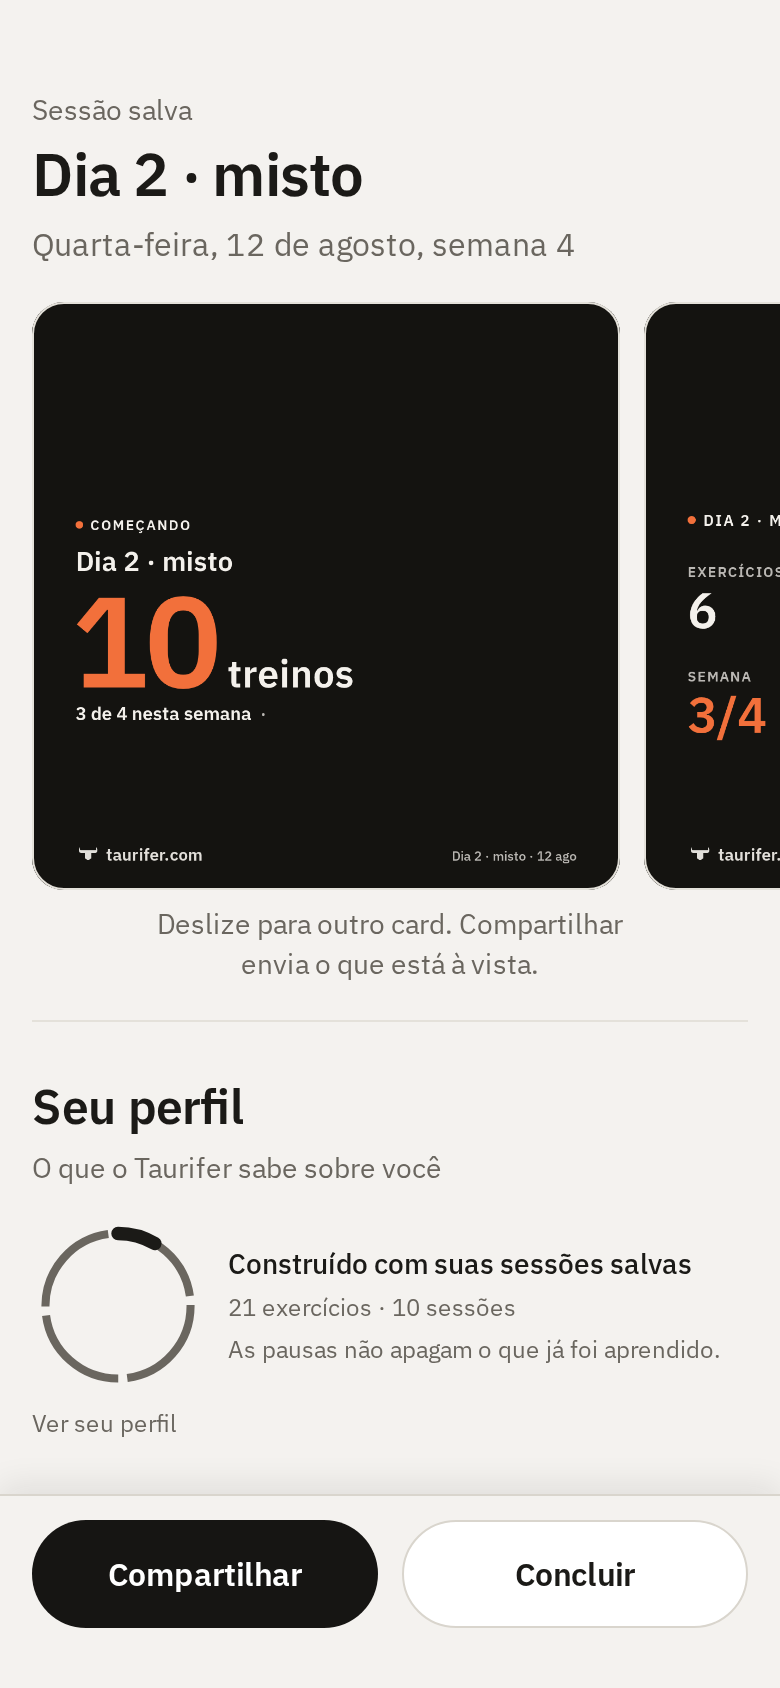 Sessão salva
Dia 2 · misto
Quarta-feira, 12 de agosto, semana 4
COMEÇANDO
Dia 2 · misto
10 treinos
3 de 4 nesta semana ·
taurifer.com
Dia 2 · misto · 12 ago
DIA 2 · M
EXERCÍCIOS
6
SEMANA
3/4
taurifer.
Deslize para outro card. Compartilhar
envia o que está à vista.
Seu perfil
O que o Taurifer sabe sobre você
Construído com suas sessões salvas
21 exercícios · 10 sessões
As pausas não apagam o que já foi aprendido.
Ver seu perfil
Compartilhar
Concluir